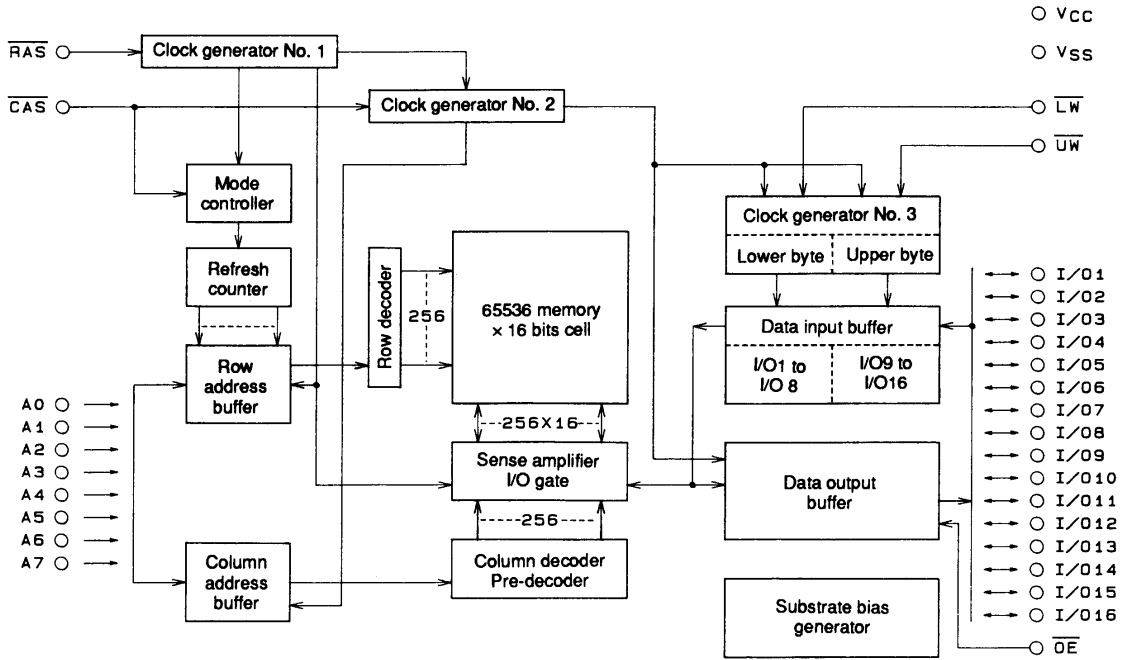 VCC
RAS
Clock generator No. 1
VSS
CAS
Clock generator No. 2
LW
UW
Mode
controller
Clock generator No. 3
Lower byte
Upper byte
Refresh
counter
Row decoder
256
65536 memory
× 16 bits cell
Data input buffer
I/O1 to
I/O 8
I/O9 to
I/O16
Row
address
buffer
A0
A1
A2
A3
A4
A5
A6
A7
256X16
Sense amplifier
I/O gate
256
Column decoder
Pre-decoder
Column
address
buffer
Data output
buffer
Substrate bias
generator
I/O1
I/O2
I/O3
I/O4
I/O5
I/O6
I/O7
I/O8
I/O9
I/O10
I/O11
I/O12
I/O13
I/O14
I/O15
I/O16
OE